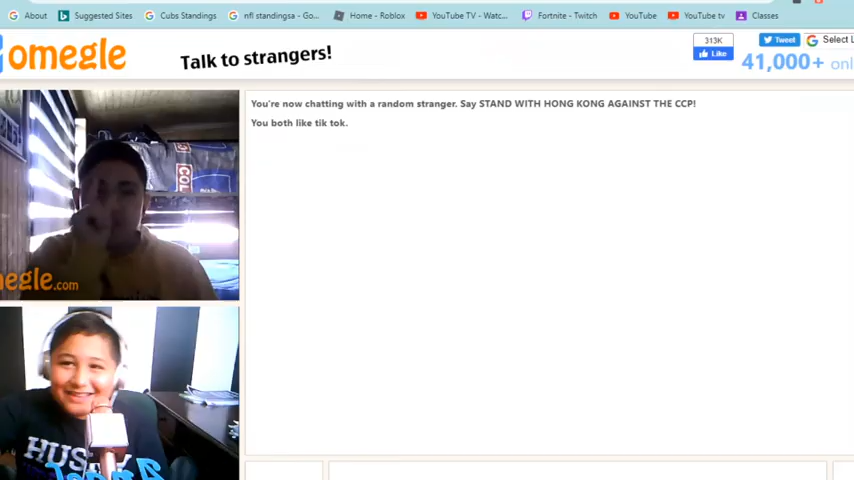 About Suggested Sites Cubs Standings nfl standingsa - Go... Home - Roblox YouTube TV - Watc... Fortnite - Twitch YouTube YouTube tv Classes
omegle
Talk to strangers!
313K
Like
Tweet
Select L
41,000+ onl
You're now chatting with a random stranger. Say STAND WITH HONG KONG AGAINST THE CCP!
You both like tik tok.
egle.com
HUS